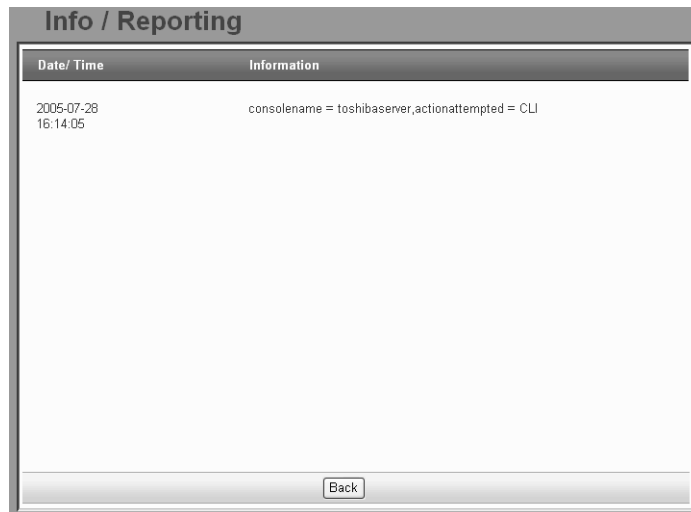 Info / Reporting
Date/ Time Information
2005-07-28 consolename = toshibaserver,actionattempted = CLI
16:14:05
Back